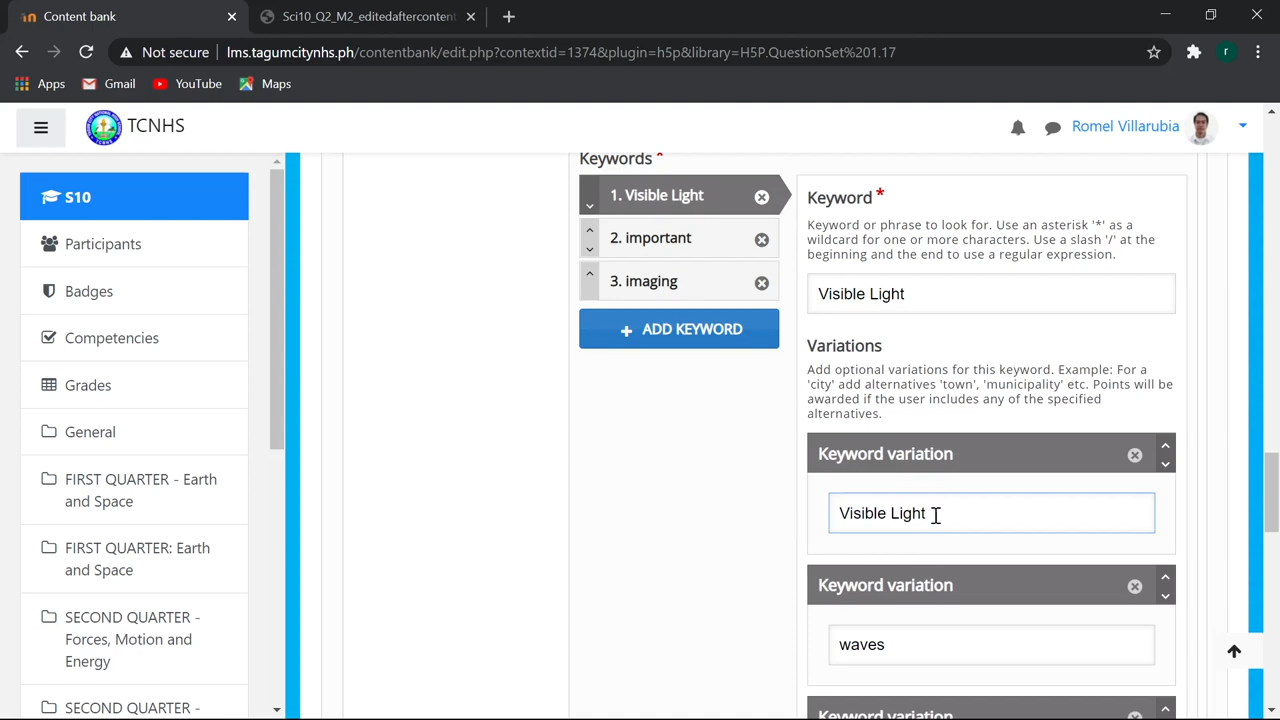 Content bank
Sci10_Q2_M2_editedaftercontent
Not secure
lms.tagumcitynhs.ph/contentbank/edit.php?contextid=1374&plugin=h5p&library=H5P.QuestionSet%201.17
r
Apps
Gmail
YouTube
Maps
TCNHS
Romel Villarubia
S10
Participants
Badges
Competencies
Grades
General
FIRST QUARTER - Earth
and Space
FIRST QUARTER: Earth
and Space
SECOND QUARTER -
Forces, Motion and
Energy
SECOND QUARTER -
Keywords *
1. Visible Light
2. important
3. imaging
+ ADD KEYWORD
Keyword *
Keyword or phrase to look for. Use an asterisk '*' as a
wildcard for one or more characters. Use a slash '/' at the
beginning and the end to use a regular expression.
Visible Light
Variations
Add optional variations for this keyword. Example: For a
'city' add alternatives 'town', 'municipality' etc. Points will be
awarded if the user includes any of the specified
alternatives.
Keyword variation
Visible Light
Keyword variation
waves
Keyword variation